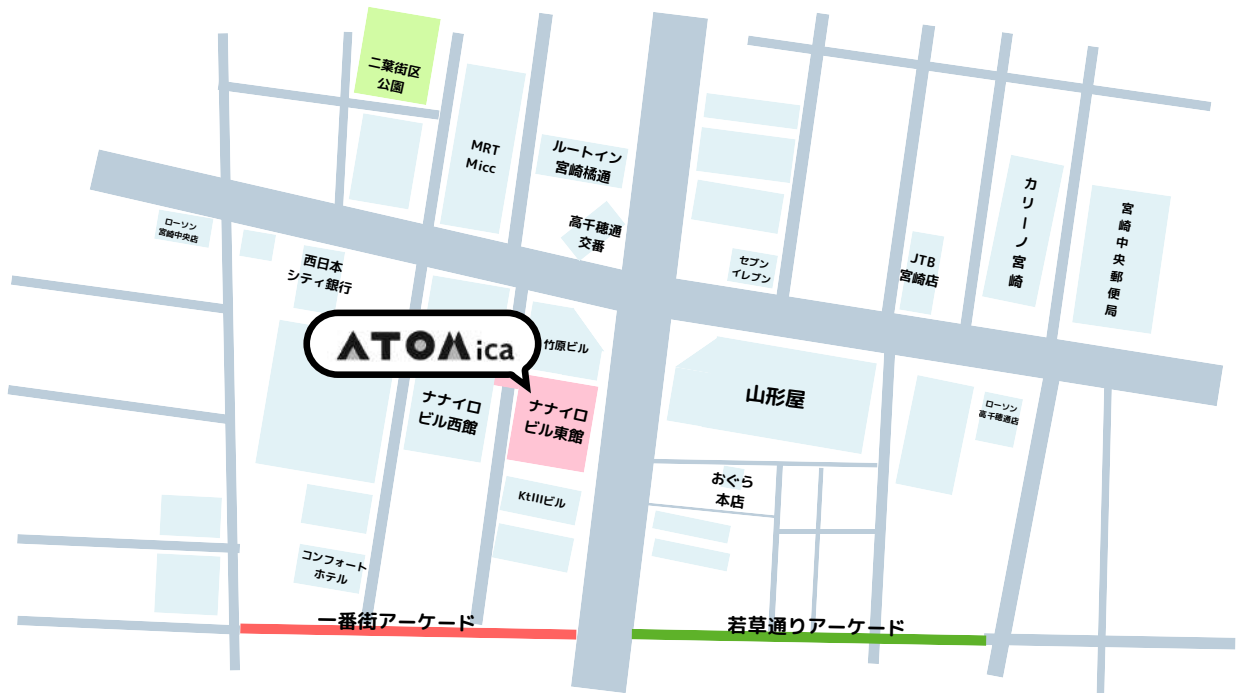 二葉街区
公園
MRT
Micc
ルートイン
宮崎橘通
高千穂通
交番
ローソン
宮崎中央店
西日本
シティ銀行
セブン
イレブン
JTB
宮崎店
カリーノ宮崎
宮崎中央郵便局
ATOMica
竹原ビル
ナナイロ
ビル西館
ナナイロ
ビル東館
山形屋
ローソン
高千穂通店
おぐら
本店
KtIIIビル
コンフォート
ホテル
一番街アーケード
若草通りアーケード